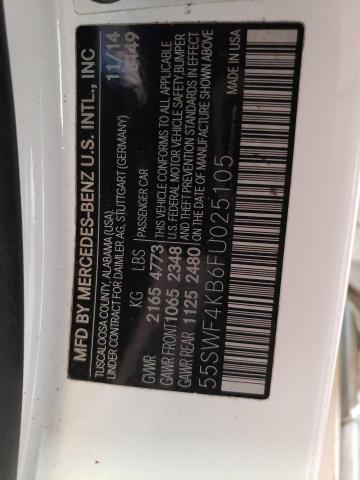 MFD BY MERCEDES-BENZ U.S. INTL., INC
TUSCALOOSA COUNTY, ALABAMA (USA)
UNDER CONTRACT FOR DAIMLER AG, STUTTGART (GERMANY)
11/14
149
KG LBS PASSENGER CAR
GVWR 2165 4773
GAWR FRONT 1065 2348
GAWR REAR 1125 2480
THIS VEHICLE CONFORMS TO ALL APPLICABLE
U.S. FEDERAL MOTOR VEHICLE SAFETY, BUMPER
AND THEFT PREVENTION STANDARDS IN EFFECT
ON THE DATE OF MANUFACTURE SHOWN ABOVE
55SWF4KB6FU025105
MADE IN USA